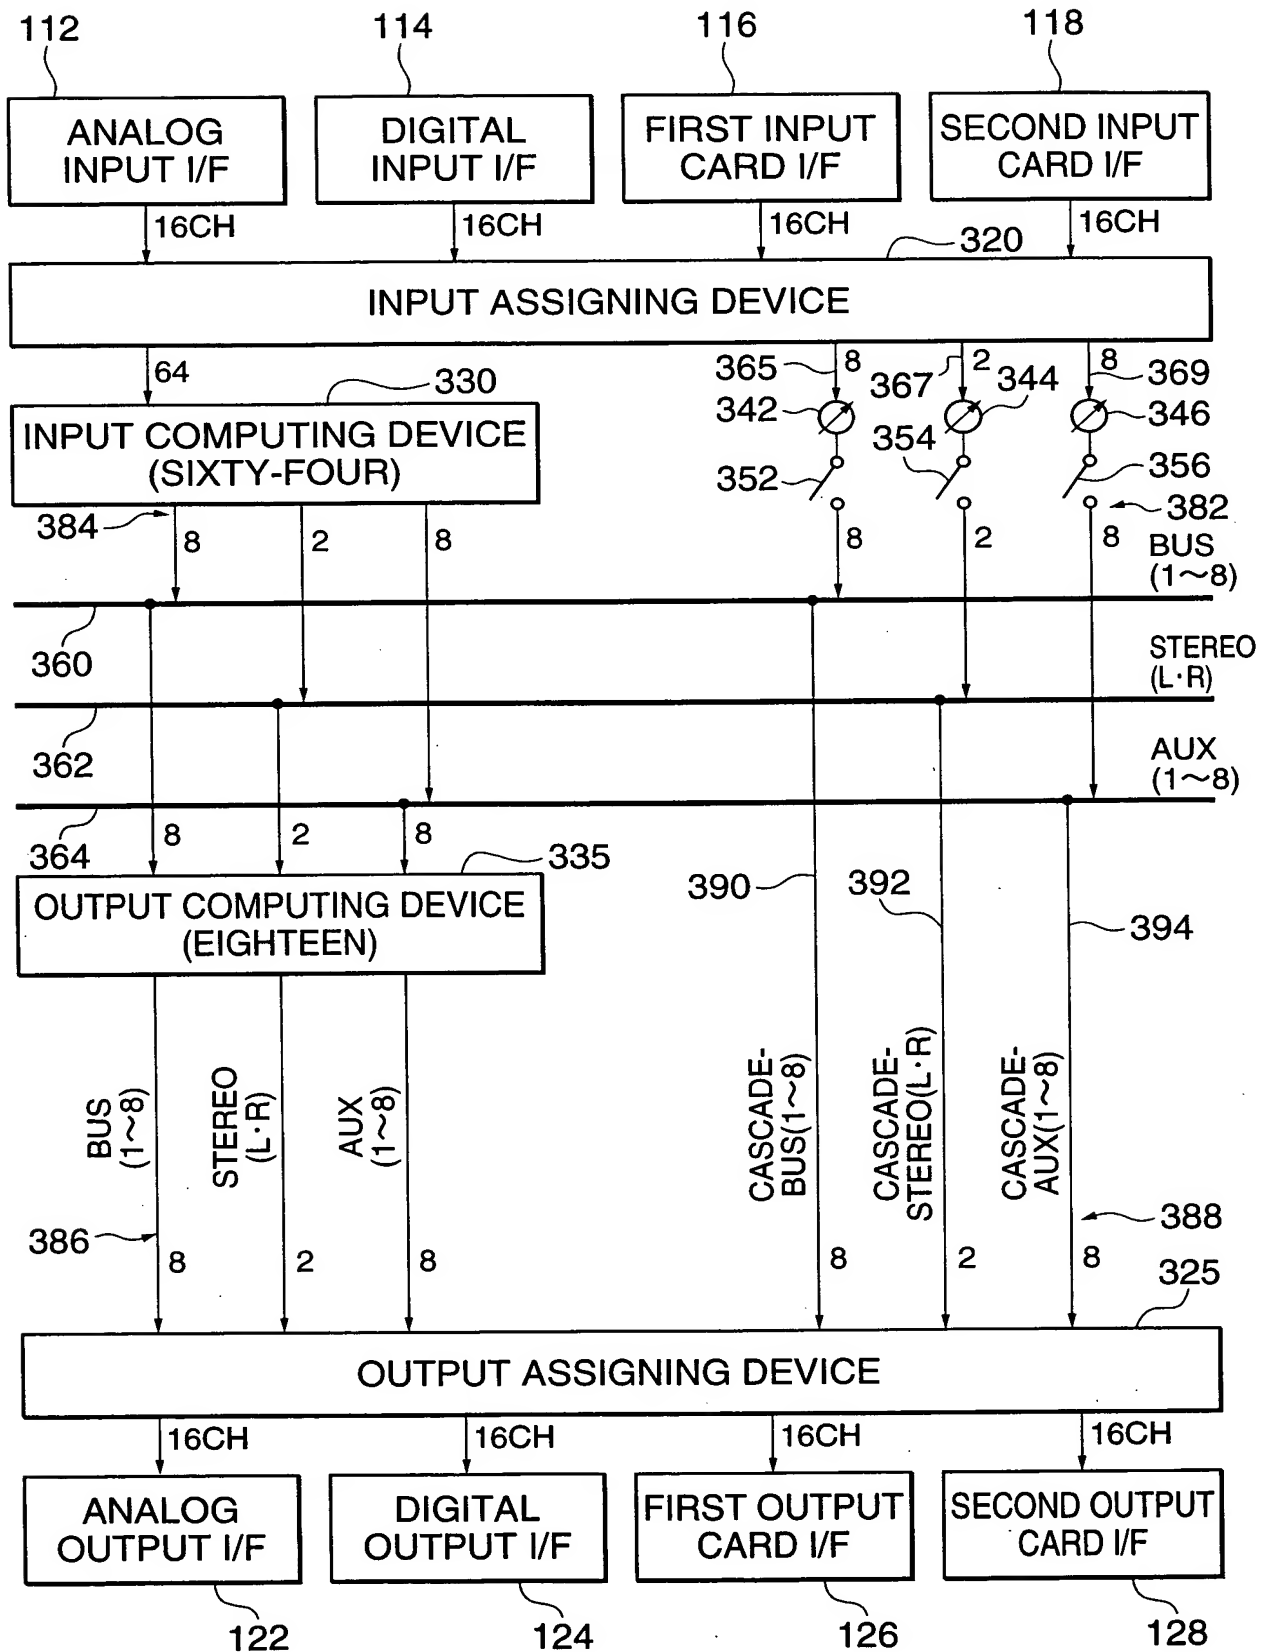 112
114
116
118
ANALOG
INPUT I/F
DIGITAL
INPUT I/F
FIRST INPUT
CARD I/F
SECOND INPUT
CARD I/F
16CH
16CH
16CH
16CH
320
INPUT ASSIGNING DEVICE
64
330
365
8
367
2
344
8
369
INPUT COMPUTING DEVICE
(SIXTY-FOUR)
342
354
346
352
356
384
8
2
8
8
2
8
382
BUS
(1~8)
360
STEREO
(L·R)
362
AUX
(1~8)
364
8
2
8
335
OUTPUT COMPUTING DEVICE
(EIGHTEEN)
390
392
394
BUS
(1~8)
STEREO
(L·R)
AUX
(1~8)
CASCADE-
BUS(1~8)
CASCADE-
STEREO(L·R)
CASCADE-
AUX(1~8)
386
8
2
8
8
2
8
388
325
OUTPUT ASSIGNING DEVICE
16CH
16CH
16CH
16CH
ANALOG
OUTPUT I/F
DIGITAL
OUTPUT I/F
FIRST OUTPUT
CARD I/F
SECOND OUTPUT
CARD I/F
122
124
126
128